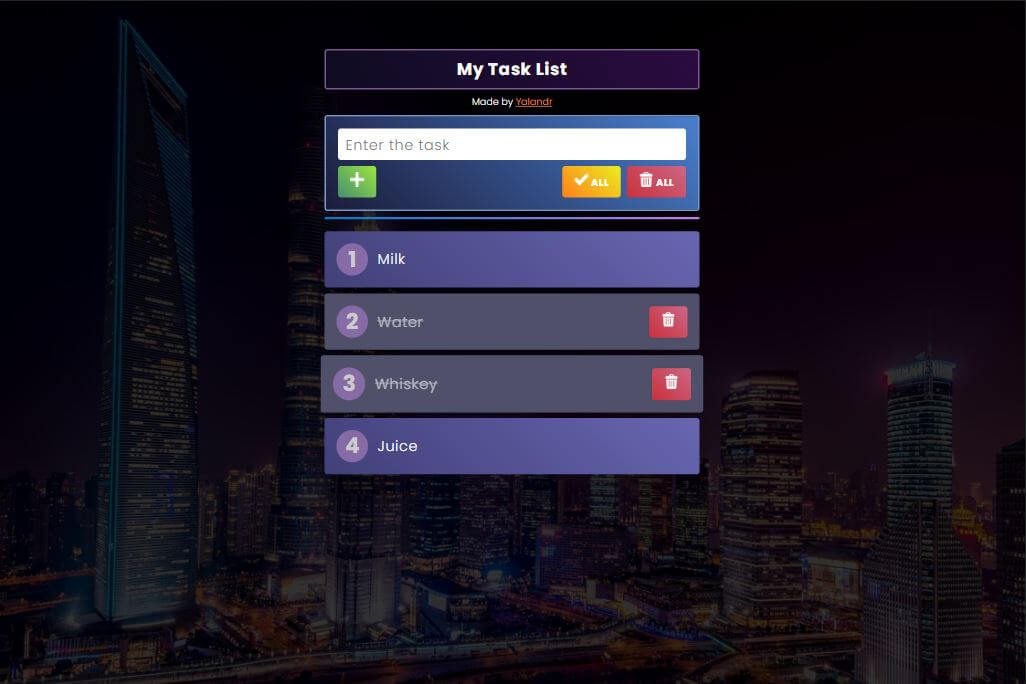 My Task List
Made by Yalandr
Enter the task
ALL ALL
1 Milk
2 Water
3 Whiskey
4 Juice